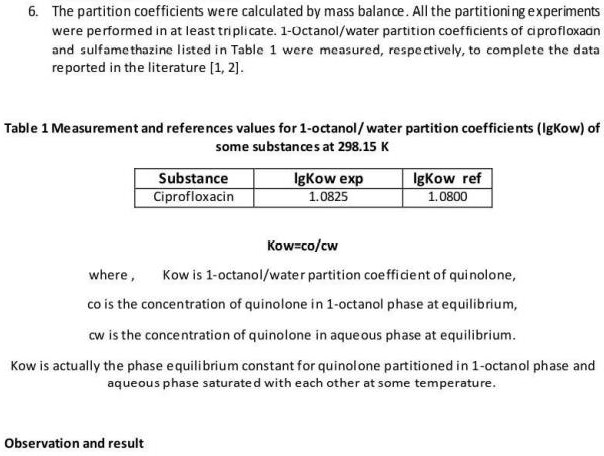 6. The partition coefficients were calculated by mass balance. All the partitioning experiments
were performed in at least triplicate. 1-Octanol/water partition coefficients of ciprofloxacin
and sulfamethazine listed in Table 1 were measured, respectively, to complete the data
reported in the literature [1, 2].
Table 1 Measurement and references values for 1-octanol/ water partition coefficients (lgKow) of
some substances at 298.15 K
Substance lgKow exp lgKow ref
Ciprofloxacin 1.0825 1.0800
Kow=co/cw
where , Kow is 1-octanol/water partition coefficient of quinolone,
co is the concentration of quinolone in 1-octanol phase at equilibrium,
cw is the concentration of quinolone in aqueous phase at equilibrium.
Kow is actually the phase equilibrium constant for quinolone partitioned in 1-octanol phase and
aqueous phase saturated with each other at some temperature.
Observation and result